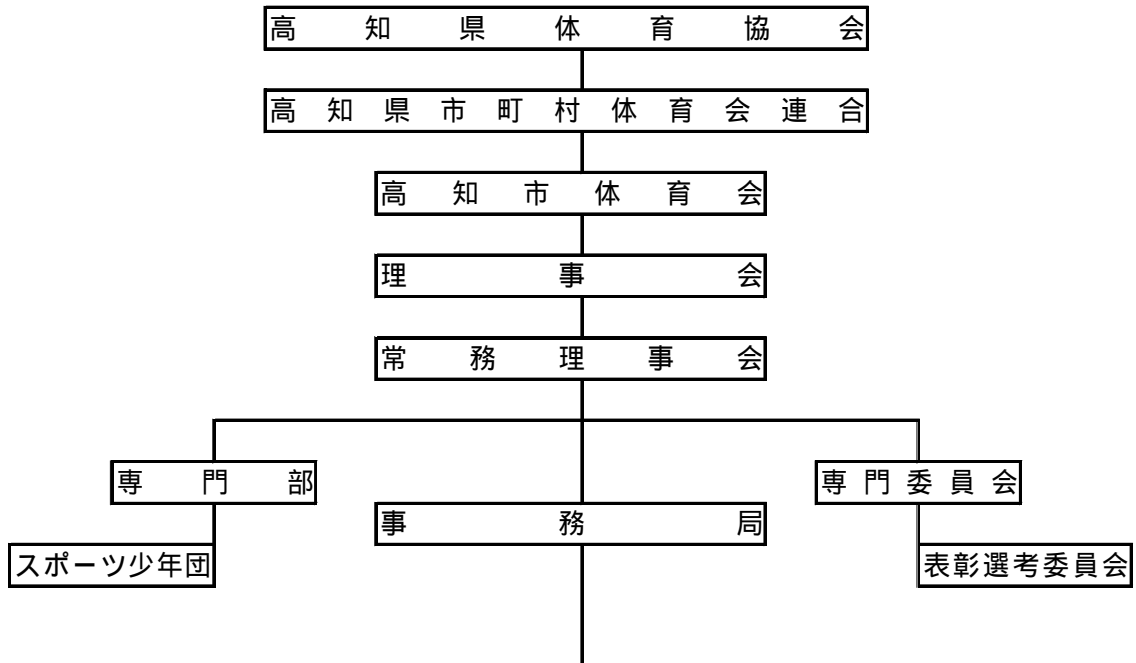 高知県体育協会
高知県市町村体育会連合
高知市体育会
理事会
常務理事会
専門部
専門委員会
事務局
スポーツ少年団
表彰選考委員会